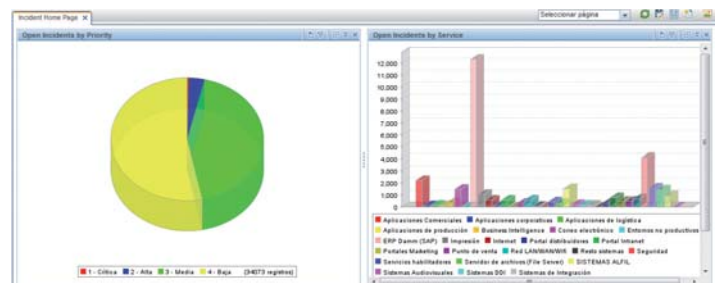 Incident Home Page
Seleccionar página
Open Incidents by Priority
1 - Crítica 2 - Alta 3 - Media 4 - Baja (34073 registros)
Open Incidents by Service
12,000
11,000
10,000
9,000
8,000
7,000
6,000
5,000
4,000
3,000
2,000
1,000
0
Aplicaciones Comerciales Aplicaciones corporativas Aplicaciones de logística
Aplicaciones de producción Business Intelligence Correo electrónico Entornos no productivos
ERP Damm (SAP) Impresión Internet Portal distribuidores Portal Intranet
Portales Marketing Punto de venta Red LAN/WAN/WIX Resto sistemas Seguridad
Servicios habilitadores Servidor de archivos (File Server) SISTEMAS ALFIL
Sistemas Audiovisuales Sistemas DDI Sistemas de Integración